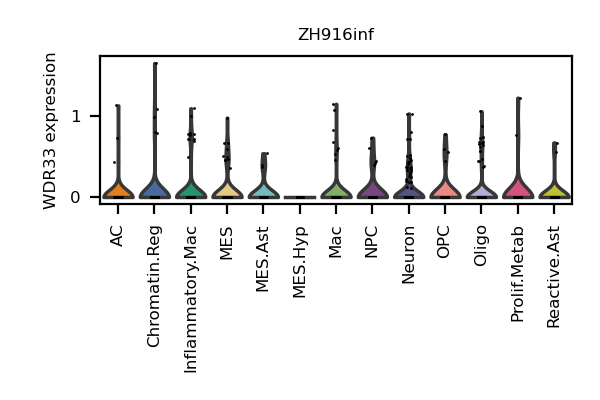 ZH916inf
WDR33 expression
1
0
AC
Chromatin.Reg
Inflammatory.Mac
MES
MES.Ast
MES.Hyp
Mac
NPC
Neuron
OPC
Oligo
Prolif.Metab
Reactive.Ast